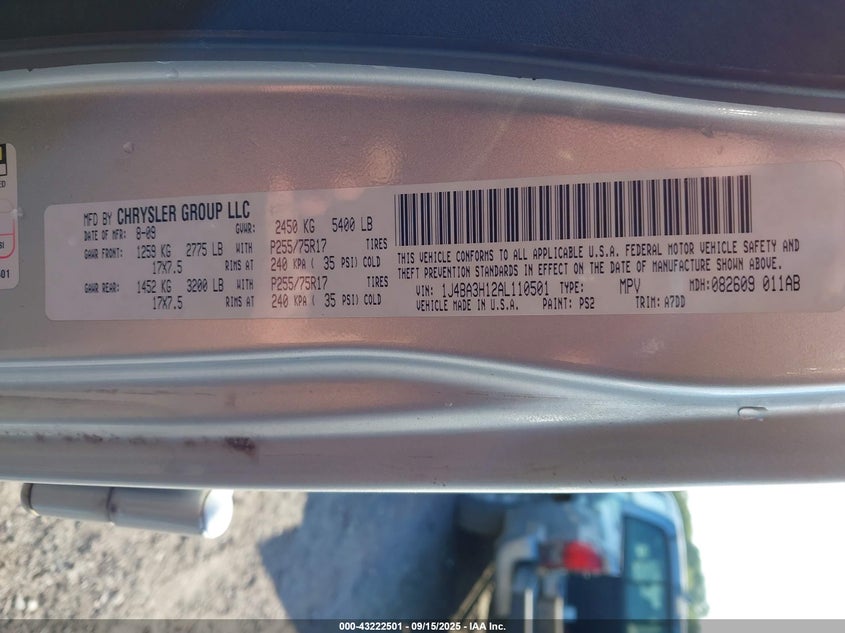 ED
SI
501
MFD BY CHRYSLER GROUP LLC
DATE OF MFR: 8-09 GVWR: 2450 KG 5400 LB
GAWR FRONT: 1259 KG 2775 LB WITH P255/75R17 TIRES
17X7.5 RIMS AT 240 KPA ( 35 PSI) COLD
GAWR REAR: 1452 KG 3200 LB WITH P255/75R17 TIRES
17X7.5 RIMS AT 240 KPA ( 35 PSI) COLD
THIS VEHICLE CONFORMS TO ALL APPLICABLE U.S.A. FEDERAL MOTOR VEHICLE SAFETY AND
THEFT PREVENTION STANDARDS IN EFFECT ON THE DATE OF MANUFACTURE SHOWN ABOVE.
VIN: 1J4BA3H12AL110501 TYPE: MPV MDH: 082609 011AB
VEHICLE MADE IN U.S.A. PAINT: PS2 TRIM: A7DD
000-43222501 - 09/15/2025 - IAA Inc.